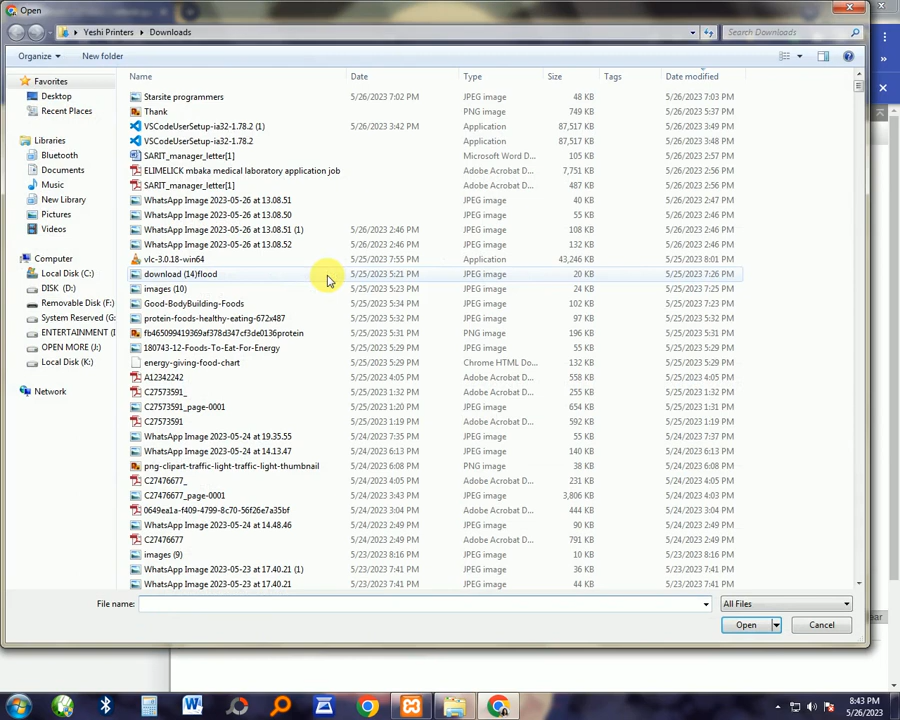 Open
Yeshi Printers ▸ Downloads
Search Downloads
Organize
New folder
Favorites
Desktop
Recent Places
Libraries
Bluetooth
Documents
Music
New Library
Pictures
Videos
Computer
Local Disk (C:)
DISK (D:)
Removable Disk (F:)
System Reserved (G
ENTERTAINMENT (I
OPEN MORE (J:)
Local Disk (K:)
Network
Name Date Type Size Tags Date modified
Starsite programmers 5/26/2023 7:02 PM JPEG image 48 KB 5/26/2023 7:03 PM
Thank PNG image 749 KB 5/26/2023 5:37 PM
VSCodeUserSetup-ia32-1.78.2 (1) 5/26/2023 3:42 PM Application 87,517 KB 5/26/2023 3:49 PM
VSCodeUserSetup-ia32-1.78.2 Application 87,517 KB 5/26/2023 3:48 PM
SARIT_manager_letter[1] Microsoft Word D... 105 KB 5/26/2023 2:57 PM
ELIMELICK mbaka medical laboratory application job Adobe Acrobat D... 7,751 KB 5/26/2023 2:56 PM
SARIT_manager_letter[1] Adobe Acrobat D... 487 KB 5/26/2023 2:56 PM
WhatsApp Image 2023-05-26 at 13.08.51 JPEG image 40 KB 5/26/2023 2:47 PM
WhatsApp Image 2023-05-26 at 13.08.50 JPEG image 55 KB 5/26/2023 2:46 PM
WhatsApp Image 2023-05-26 at 13.08.51 (1) 5/26/2023 2:46 PM JPEG image 108 KB 5/26/2023 2:46 PM
WhatsApp Image 2023-05-26 at 13.08.52 5/26/2023 2:46 PM JPEG image 132 KB 5/26/2023 2:46 PM
vlc-3.0.18-win64 5/25/2023 7:55 PM Application 43,246 KB 5/25/2023 8:01 PM
download (14)flood 5/25/2023 5:21 PM JPEG image 20 KB 5/25/2023 7:26 PM
images (10) 5/25/2023 5:23 PM JPEG image 24 KB 5/25/2023 7:25 PM
Good-BodyBuilding-Foods 5/25/2023 5:34 PM JPEG image 102 KB 5/25/2023 5:34 PM
protein-foods-healthy-eating-672x487 5/25/2023 5:32 PM JPEG image 97 KB 5/25/2023 5:32 PM
fb465099419369af378d347cf3de0136protein 5/25/2023 5:31 PM PNG image 196 KB 5/25/2023 5:31 PM
180743-12-Foods-To-Eat-For-Energy 5/25/2023 5:29 PM JPEG image 53 KB 5/25/2023 5:29 PM
energy-giving-food-chart 5/25/2023 5:29 PM Chrome HTML Do... 132 KB 5/25/2023 5:29 PM
A12342242 5/25/2023 4:05 PM Adobe Acrobat D... 558 KB 5/25/2023 4:05 PM
C27573591_ 5/25/2023 1:32 PM Adobe Acrobat D... 255 KB 5/25/2023 1:32 PM
C27573591_page-0001 5/25/2023 1:20 PM JPEG image 654 KB 5/25/2023 1:21 PM
C27573591 5/25/2023 1:19 PM Adobe Acrobat D... 592 KB 5/25/2023 1:19 PM
WhatsApp Image 2023-05-24 at 19.35.55 5/24/2023 7:35 PM JPEG image 55 KB 5/24/2023 7:37 PM
WhatsApp Image 2023-05-24 at 14.13.47 5/24/2023 6:13 PM JPEG image 140 KB 5/24/2023 6:13 PM
png-clipart-traffic-light-traffic-light-thumbnail 5/24/2023 6:08 PM PNG image 38 KB 5/24/2023 6:08 PM
C27476677_ 5/24/2023 4:05 PM Adobe Acrobat D... 231 KB 5/24/2023 4:05 PM
C27476677_page-0001 5/24/2023 3:43 PM JPEG image 3,806 KB 5/24/2023 4:03 PM
0649ea1a-f409-4799-8c70-56f26e7a35bf 5/24/2023 3:04 PM Adobe Acrobat D... 444 KB 5/24/2023 3:04 PM
WhatsApp Image 2023-05-24 at 14.48.46 5/24/2023 2:49 PM JPEG image 90 KB 5/24/2023 2:49 PM
C27476677 5/24/2023 2:49 PM Adobe Acrobat D... 791 KB 5/24/2023 2:49 PM
images (9) 5/23/2023 8:16 PM JPEG image 10 KB 5/23/2023 8:16 PM
WhatsApp Image 2023-05-23 at 17.40.21 (1) 5/23/2023 7:41 PM JPEG image 36 KB 5/23/2023 7:41 PM
WhatsApp Image 2023-05-23 at 17.40.21 5/23/2023 7:41 PM JPEG image 44 KB 5/23/2023 7:41 PM
File name:
All Files
Open
Cancel
ear
8:43 PM
5/26/2023